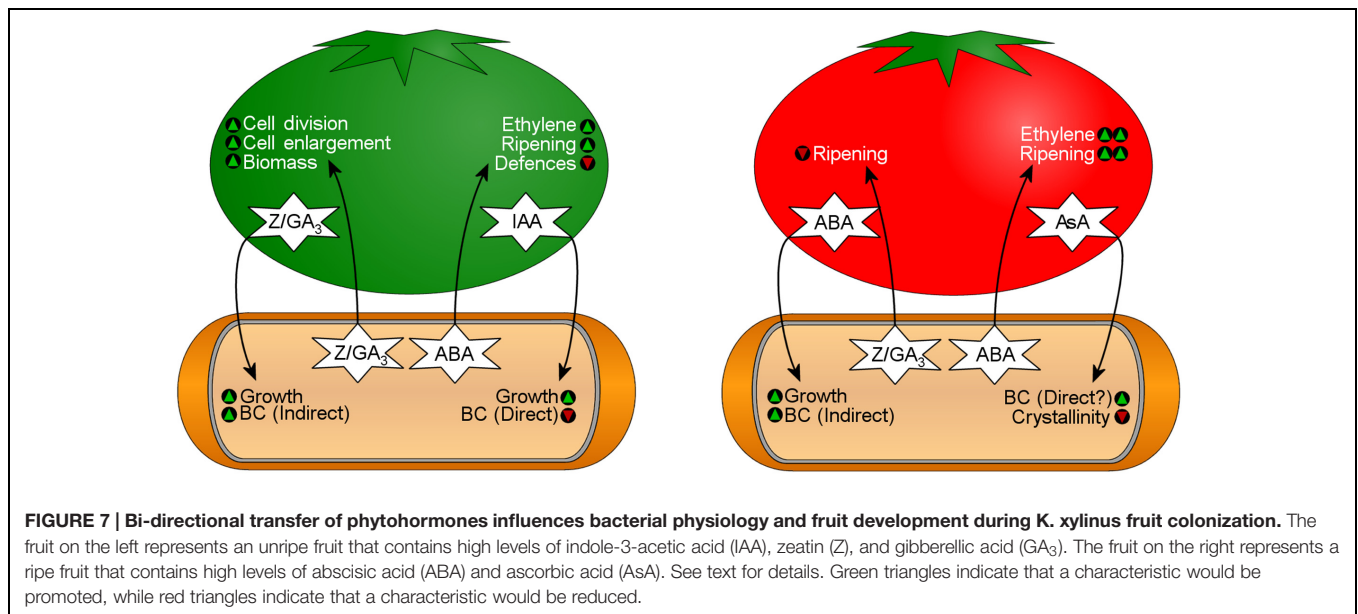 Cell division
Cell enlargement
Biomass
Ethylene
Ripening
Defences
Z/GA₃
IAA
Z/GA₃
ABA
Growth
BC (Indirect)
Growth
BC (Direct)
Ripening
Ethylene
Ripening
ABA
AsA
Z/GA₃
ABA
Growth
BC (Indirect)
BC (Direct?)
Crystallinity
FIGURE 7 | Bi-directional transfer of phytohormones influences bacterial physiology and fruit development during K. xylinus fruit colonization. The
fruit on the left represents an unripe fruit that contains high levels of indole-3-acetic acid (IAA), zeatin (Z), and gibberellic acid (GA₃). The fruit on the right represents a
ripe fruit that contains high levels of abscisic acid (ABA) and ascorbic acid (AsA). See text for details. Green triangles indicate that a characteristic would be
promoted, while red triangles indicate that a characteristic would be reduced.